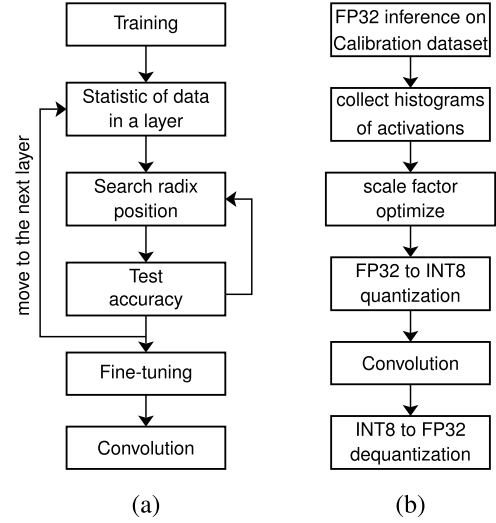 Training
Statistic of data
in a layer
Search radix
position
Test
accuracy
move to the next layer
Fine-tuning
Convolution
(a)
FP32 inference on
Calibration dataset
collect histograms
of activations
scale factor
optimize
FP32 to INT8
quantization
Convolution
INT8 to FP32
dequantization
(b)